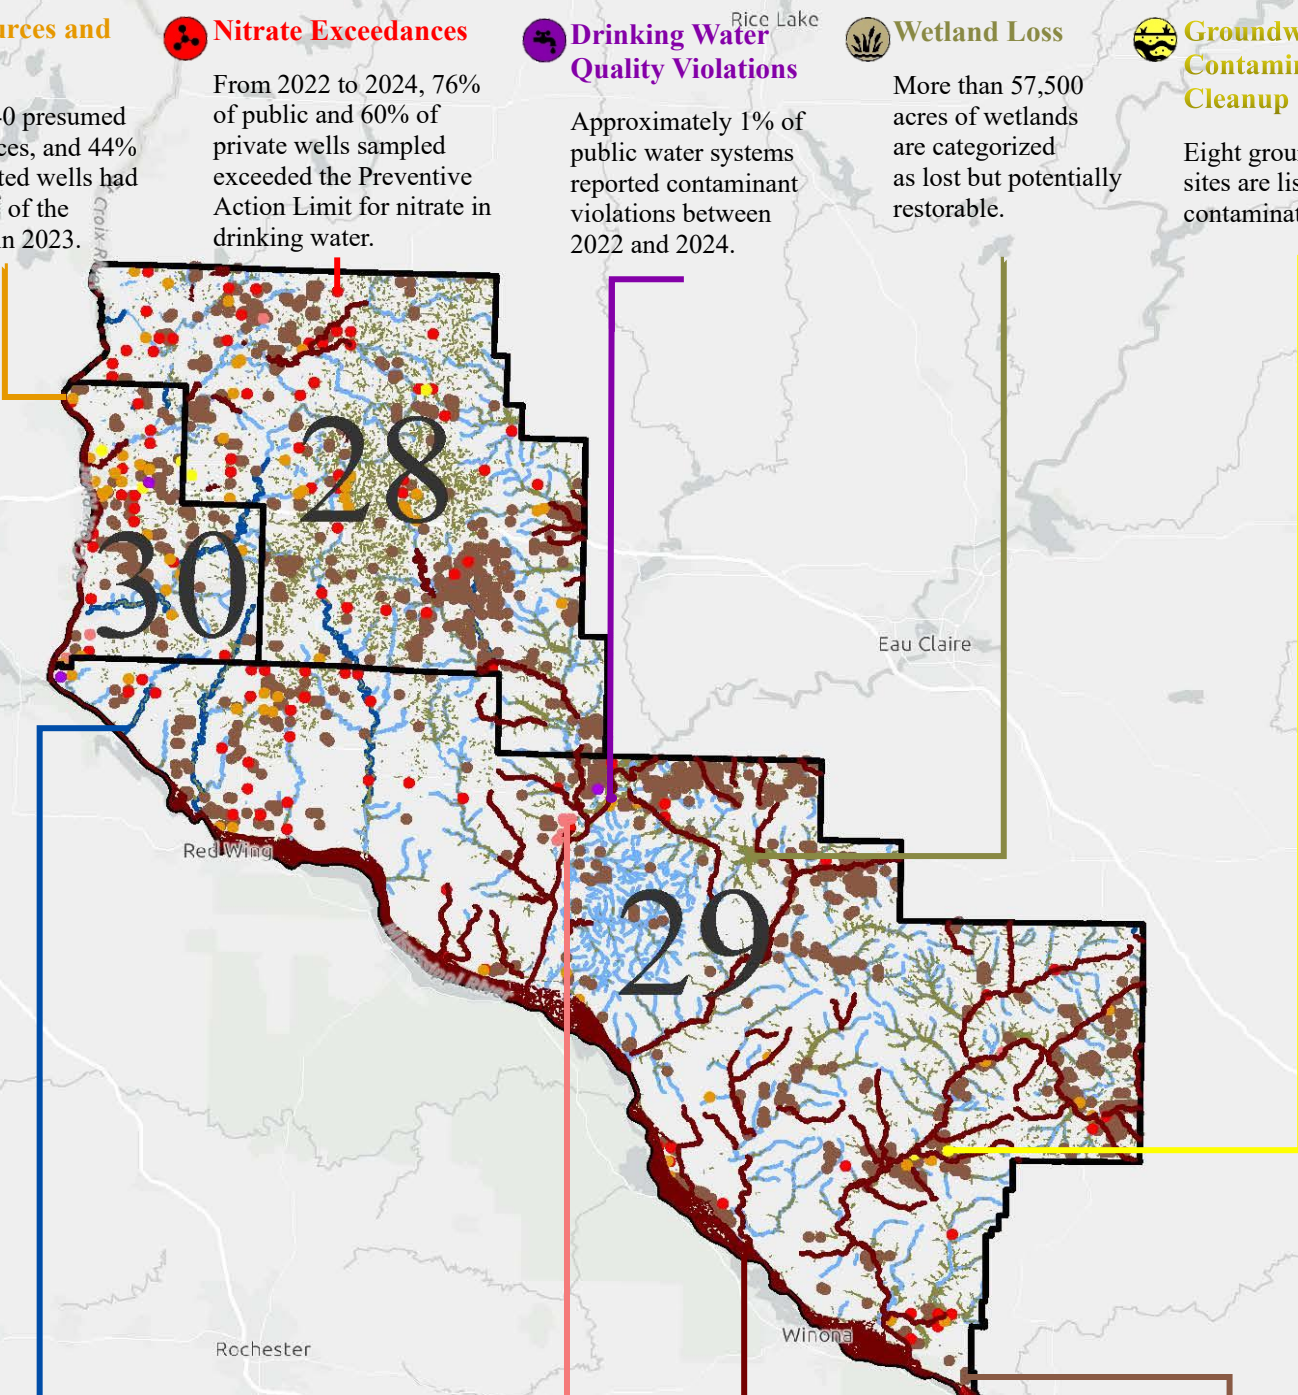 urces and
-0 presumed
ces, and 44%
ted wells had
of the
in 2023.
Nitrate Exceedances
From 2022 to 2024, 76%
of public and 60% of
private wells sampled
exceeded the Preventive
Action Limit for nitrate in
drinking water.
Drinking Water
Quality Violations
Approximately 1% of
public water systems
reported contaminant
violations between
2022 and 2024.
Rice Lake
Wetland Loss
More than 57,500
acres of wetlands
are categorized
as lost but potentially
restorable.
Groundw
Contamin
Cleanup
Eight grou
sites are lis
contaminat
28
30
Eau Claire
Red Wing
29
Mississippi River
Rochester
Winona